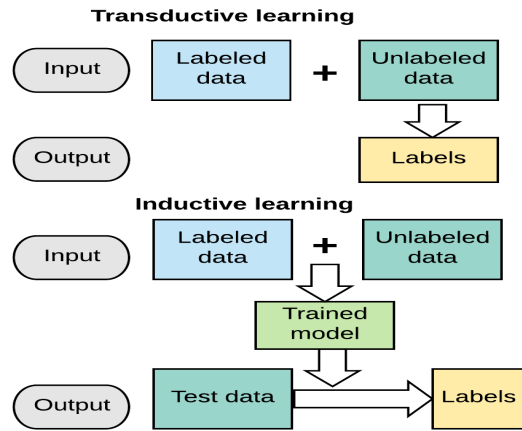 Transductive learning
Input
Labeled
data
+
Unlabeled
data
Output
Labels
Inductive learning
Input
Labeled
data
+
Unlabeled
data
Trained
model
Output
Test data
Labels